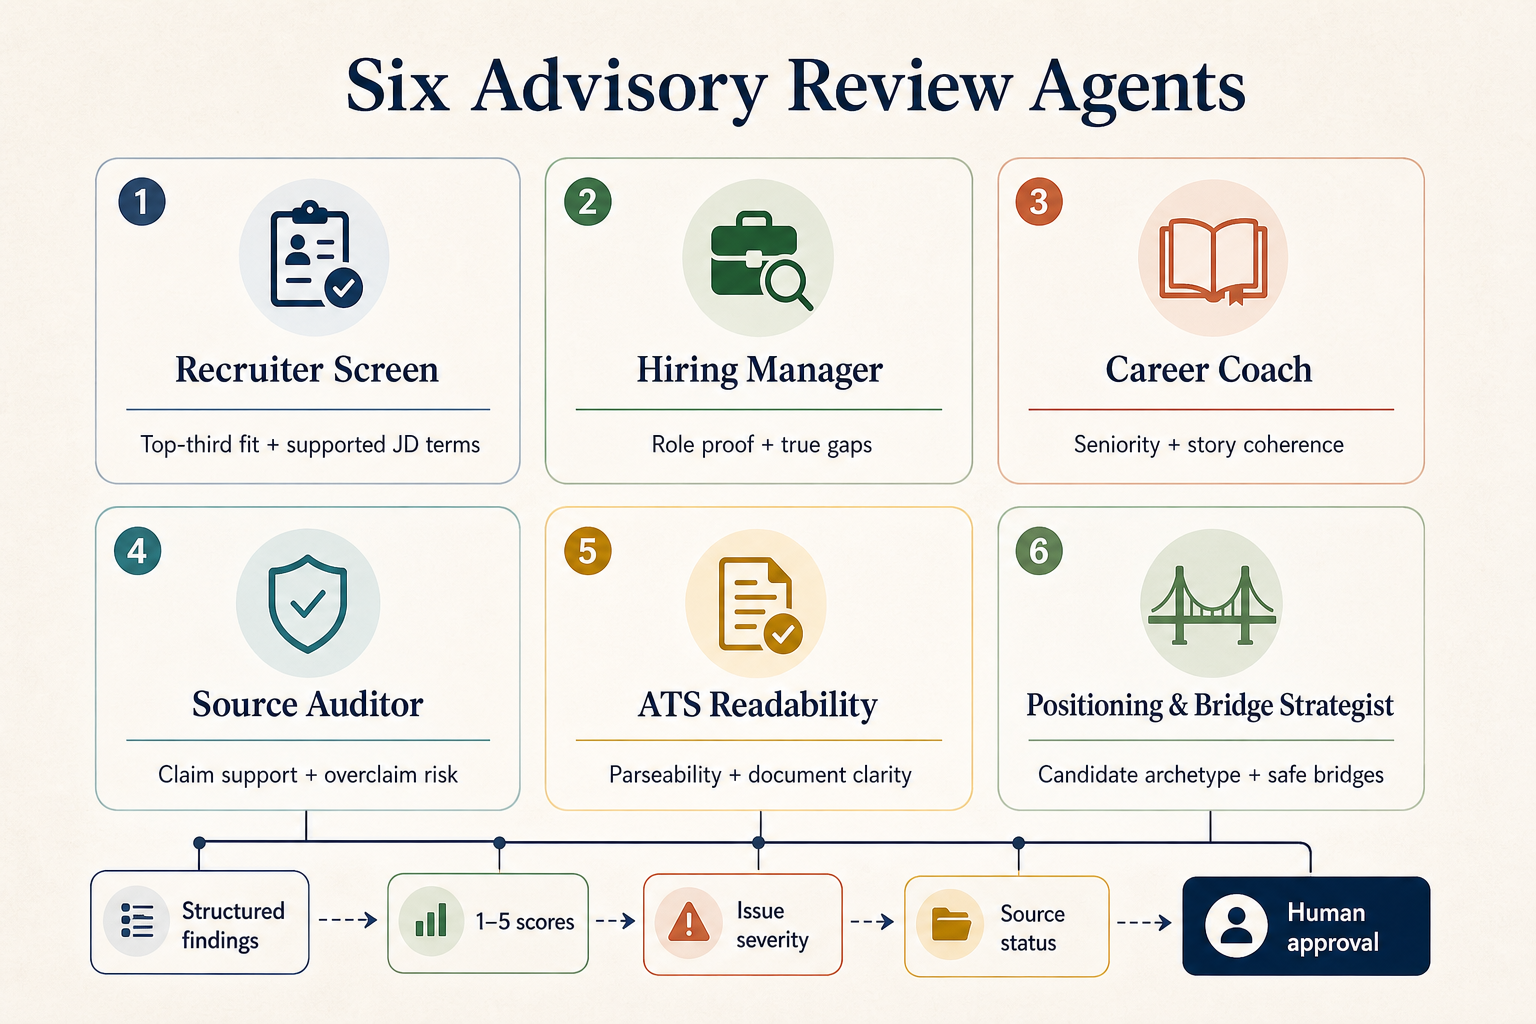 Six Advisory Review Agents
1
Recruiter Screen
Top-third fit + supported JD terms
2
Hiring Manager
Role proof + true gaps
3
Career Coach
Seniority + story coherence
4
Source Auditor
Claim support + overclaim risk
5
ATS Readability
Parseability + document clarity
6
Positioning & Bridge Strategist
Candidate archetype + safe bridges
Structured
findings
1–5 scores
Issue
severity
Source
status
Human
approval